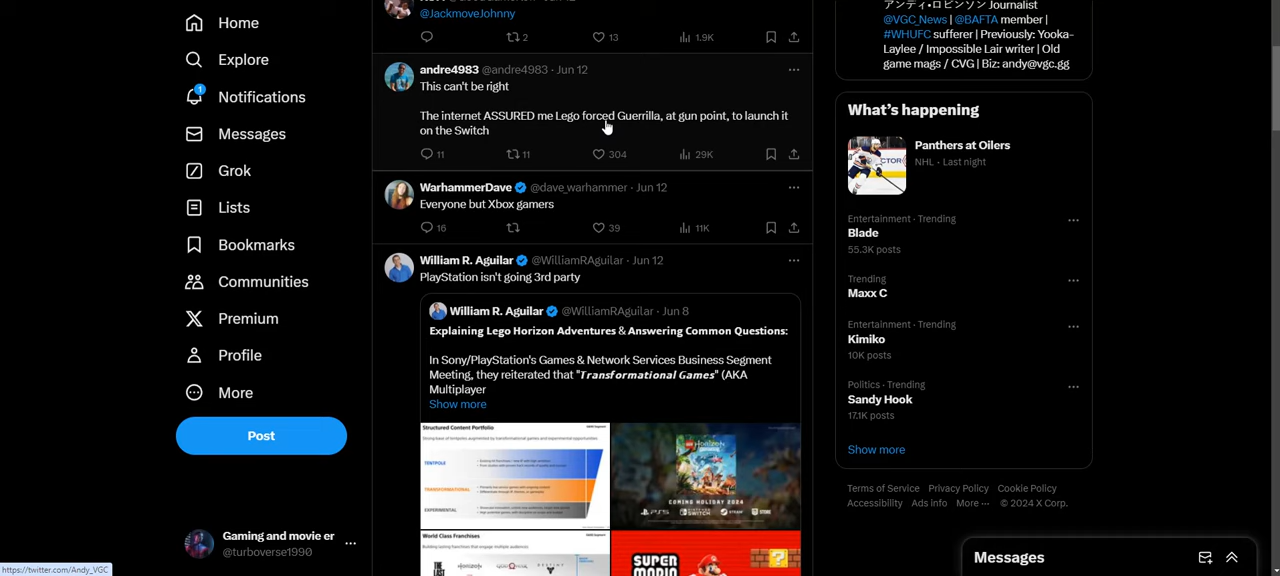 Home
Explore
1
Notifications
Messages
Grok
Lists
Bookmarks
Communities
Premium
Profile
More
Post
Gaming and movie er
@turboverse1990
https://twitter.com/Andy_VGC
@JackmoveJohnny
2
13
1.9K
andre4983 @andre4983 · Jun 12
This can't be right
The internet ASSURED me Lego forced Guerrilla, at gun point, to launch it
on the Switch
11
11
304
29K
WarhammerDave @dave_warhammer · Jun 12
Everyone but Xbox gamers
16
39
11K
William R. Aguilar @WilliamRAguilar · Jun 12
PlayStation isn't going 3rd party
William R. Aguilar @WilliamRAguilar · Jun 8
Explaining Lego Horizon Adventures & Answering Common Questions:
In Sony/PlayStation's Games & Network Services Business Segment
Meeting, they reiterated that "Transformational Games" (AKA
Multiplayer
Show more
Structured Content Portfolio
TENTPOLE
TRANSFORMATIONAL
EXPERIMENTAL
COMING HOLIDAY 2024
PS5
STEAM
World Class Franchises
SUPER
アンディ・ロビンソン Journalist
@VGC_News | @BAFTA member |
#WHUFC sufferer | Previously: Yooka-
Laylee / Impossible Lair writer | Old
game mags / CVG | Biz: andy@vgc.gg
What's happening
Panthers at Oilers
NHL · Last night
Entertainment · Trending
Blade
55.3K posts
Trending
Maxx C
Entertainment · Trending
Kimiko
10K posts
Politics · Trending
Sandy Hook
17.1K posts
Show more
Terms of Service Privacy Policy Cookie Policy
Accessibility Ads info More ··· © 2024 X Corp.
Messages